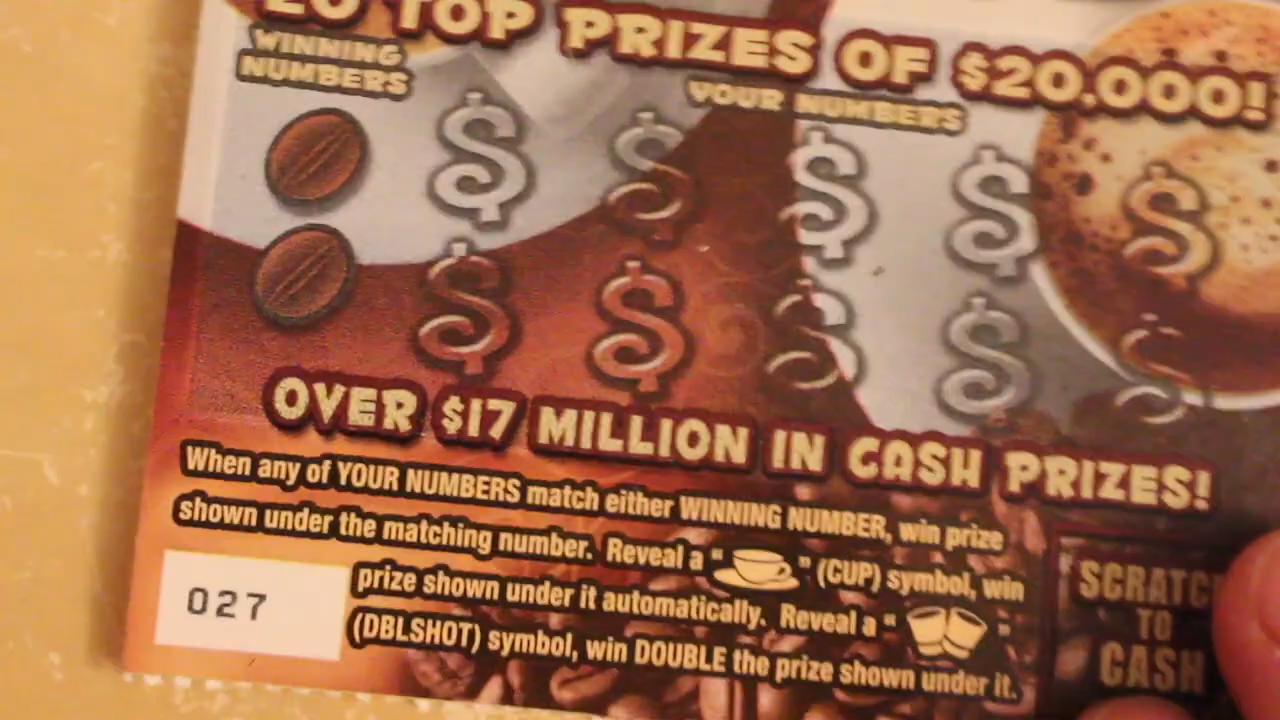 20 TOP PRIZES OF $20,000!
WINNING
NUMBERS
YOUR NUMBERS
$ $ $ $ $
$ $ $ $ $
OVER $17 MILLION IN CASH PRIZES!
When any of YOUR NUMBERS match either WINNING NUMBER, win prize
shown under the matching number. Reveal a " " (CUP) symbol, win
prize shown under it automatically. Reveal a " "
(DBLSHOT) symbol, win DOUBLE the prize shown under it.
027
SCRATC
TO
CASH